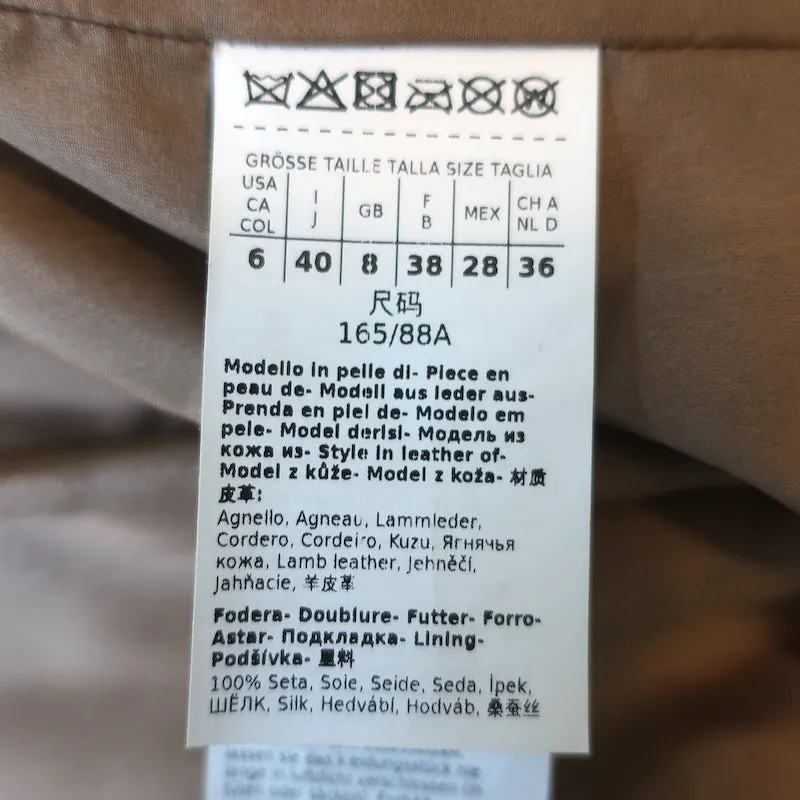 GRÖSSE TAILLE TALLA SIZE TAGLIA
USA CA COL I J GB F B MEX CH A NL D
6 40 8 38 28 36
尺码
165/88A
Modello in pelle di- Piece en
peau de- Modell aus leder aus-
Prenda en piel de- Modelo em
pele- Model derisi- Модель из
кожа из- Style in leather of-
Model z kůže- Model z koža- 材质
皮革:
Agnello, Agneau, Lammleder,
Cordero, Cordeiro, Kuzu, Ягнячья
кожа, Lamb leather, Jehněčí,
Jahňacie, 羊皮革
Fodera- Doublure- Futter- Forro-
Astar- Подкладка- Lining-
Podšívka- 里料
100% Seta, Soie, Seide, Seda, İpek,
ШЁЛК, Silk, Hedvábí, Hodváb, 桑蚕丝